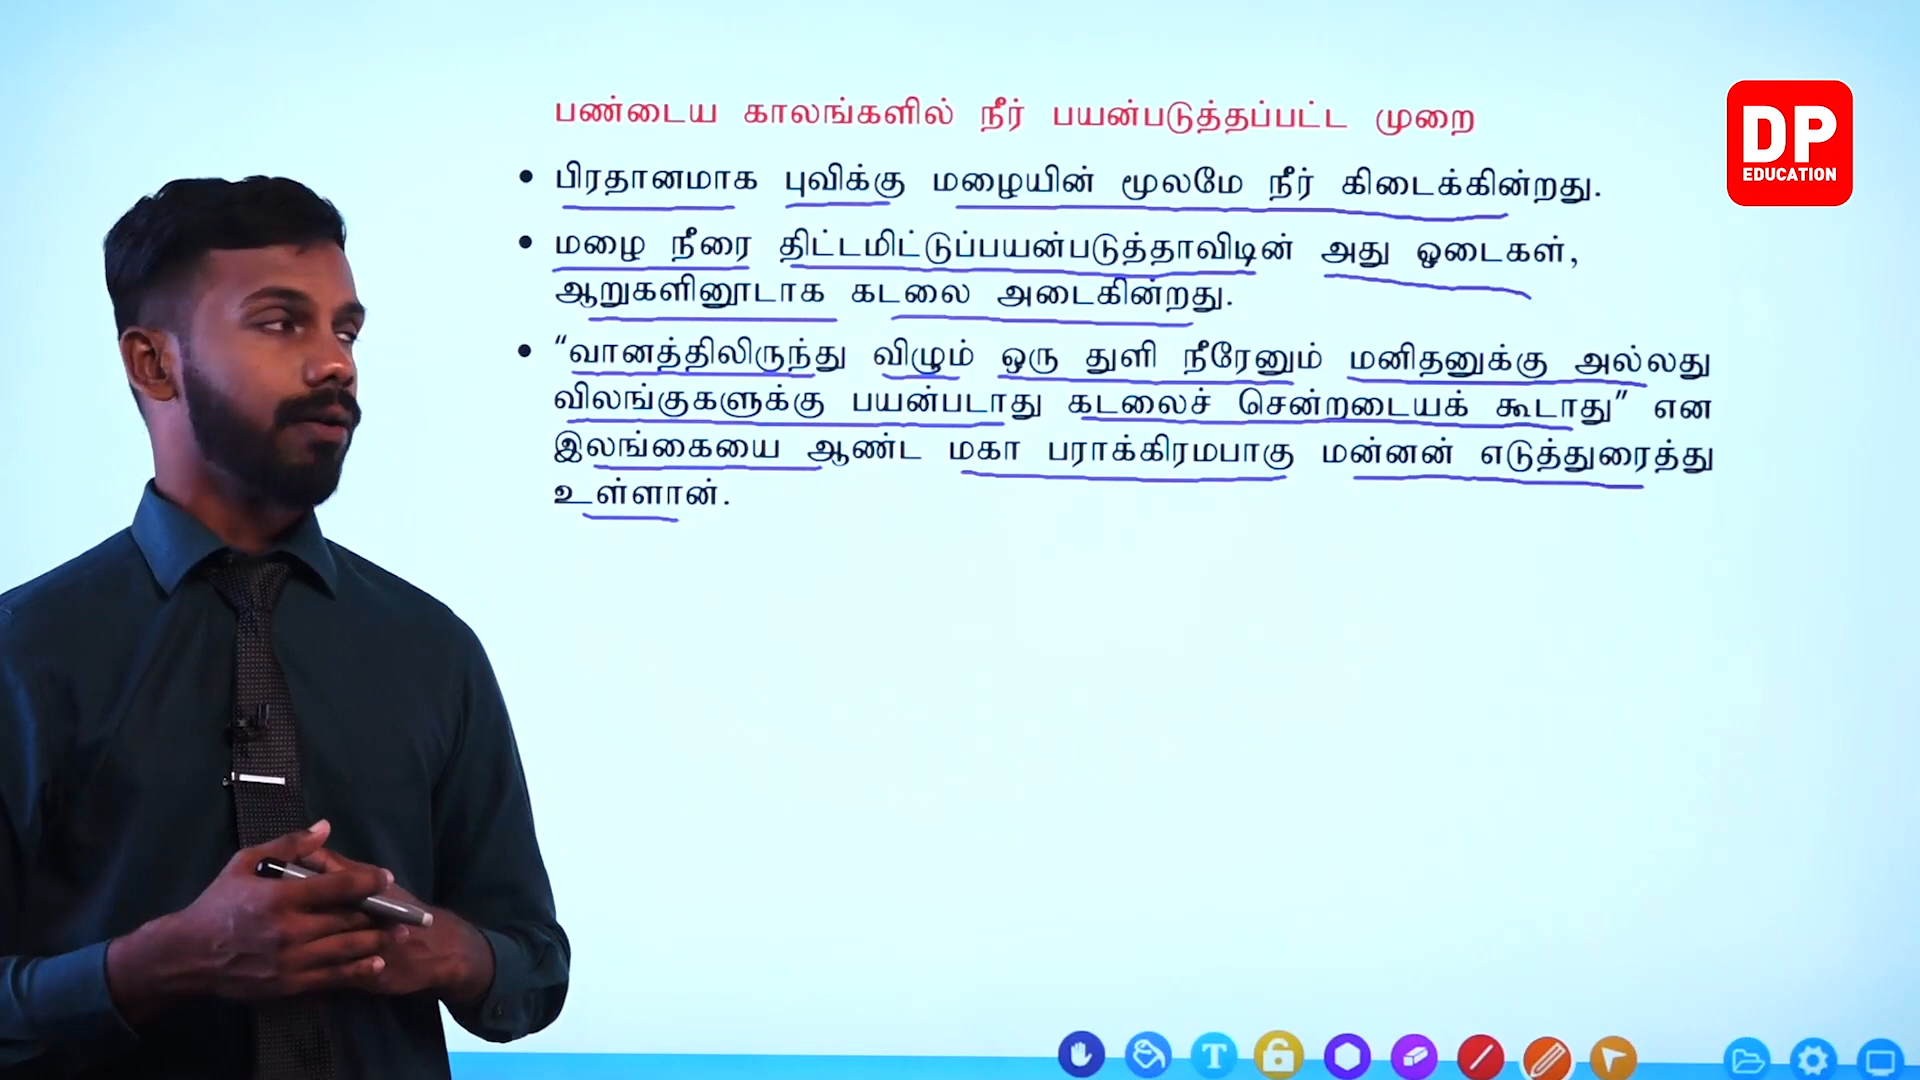 பண்டைய காலங்களில் நீர் பயன்படுத்தப்பட்ட முறை
DP
EDUCATION
• பிரதானமாக புவிக்கு மழையின் மூலமே நீர் கிடைக்கின்றது.
• மழை நீரை திட்டமிட்டுப்பயன்படுத்தாவிடின் அது ஓடைகள்,
ஆறுகளினூடாக கடலை அடைகின்றது.
• “வானத்திலிருந்து விழும் ஒரு துளி நீரேனும் மனிதனுக்கு அல்லது
விலங்குகளுக்கு பயன்படாது கடலைச் சென்றடையக் கூடாது” என
இலங்கையை ஆண்ட மகா பராக்கிரமபாகு மன்னன் எடுத்துரைத்து
உள்ளான்.
T